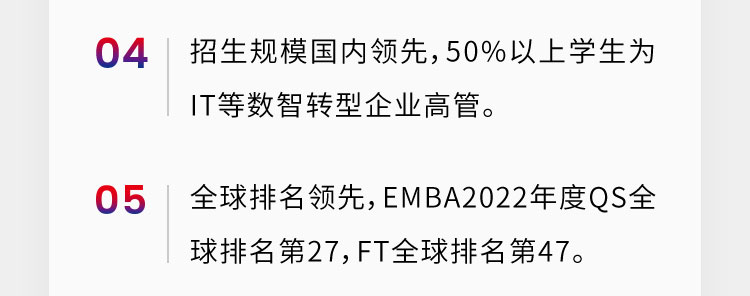 04
招生规模国内领先，50%以上学生为
IT等数智转型企业高管。
05
全球排名领先，EMBA2022年度QS全
球排名第27，FT全球排名第47。